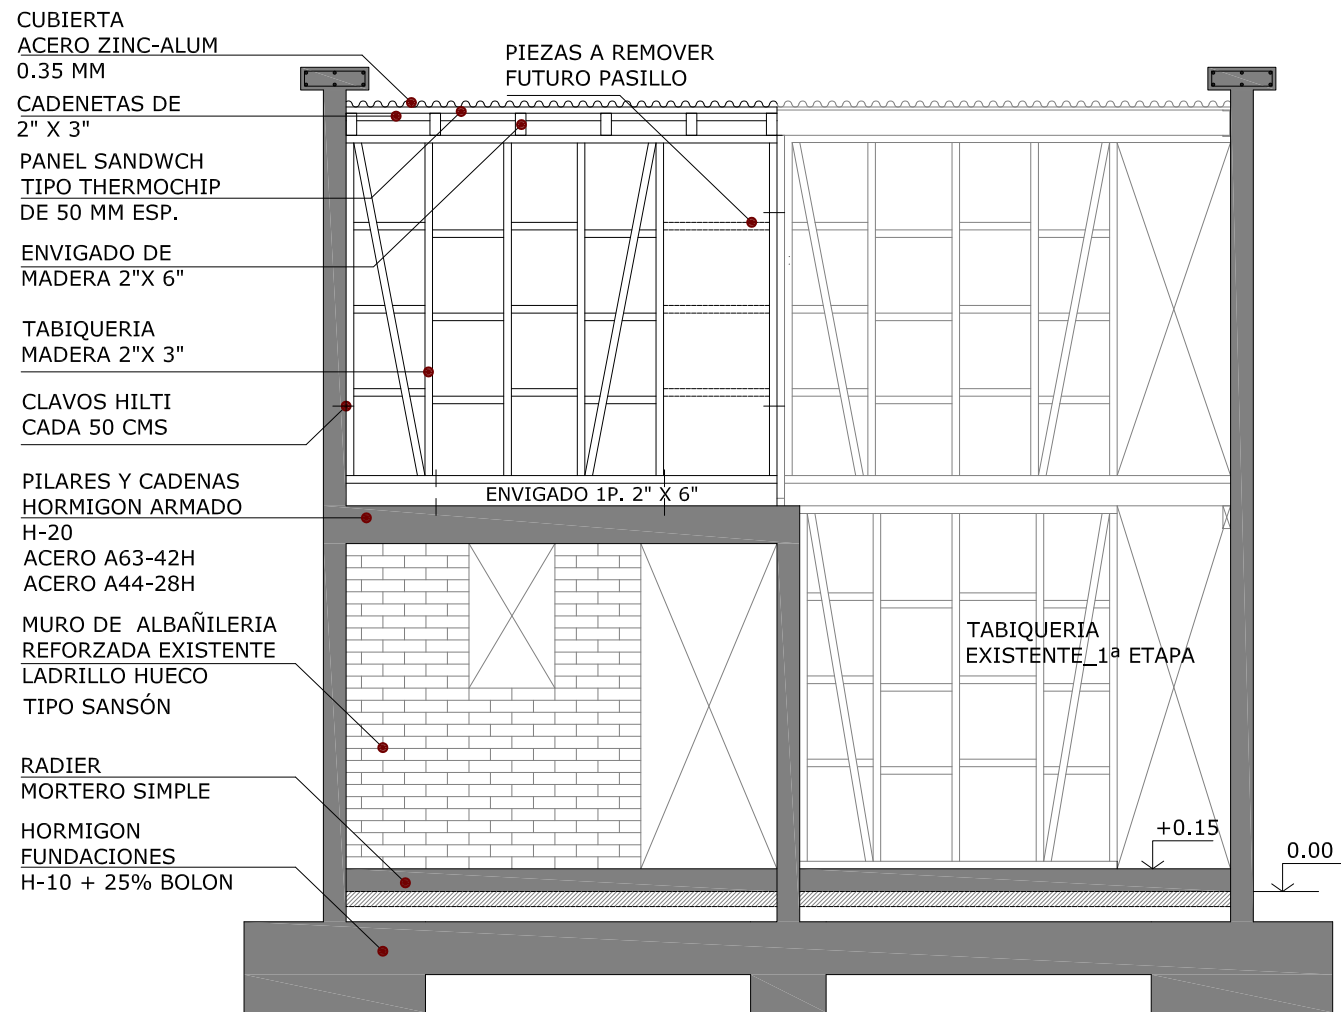 CUBIERTA
ACERO ZINC-ALUM
0.35 MM
CADENETAS DE
2" X 3"
PANEL SANDWCH
TIPO THERMOCHIP
DE 50 MM ESP.
ENVIGADO DE
MADERA 2"X 6"
TABIQUERIA
MADERA 2"X 3"
CLAVOS HILTI
CADA 50 CMS
PILARES Y CADENAS
HORMIGON ARMADO
H-20
ACERO A63-42H
ACERO A44-28H
MURO DE  ALBAÑILERIA
REFORZADA EXISTENTE
LADRILLO HUECO
TIPO SANSÓN
RADIER
MORTERO SIMPLE
HORMIGON
FUNDACIONES
H-10 + 25% BOLON
PIEZAS A REMOVER
FUTURO PASILLO
ENVIGADO 1P. 2" X 6"
TABIQUERIA
EXISTENTE_1ª ETAPA
+0.15
0.00